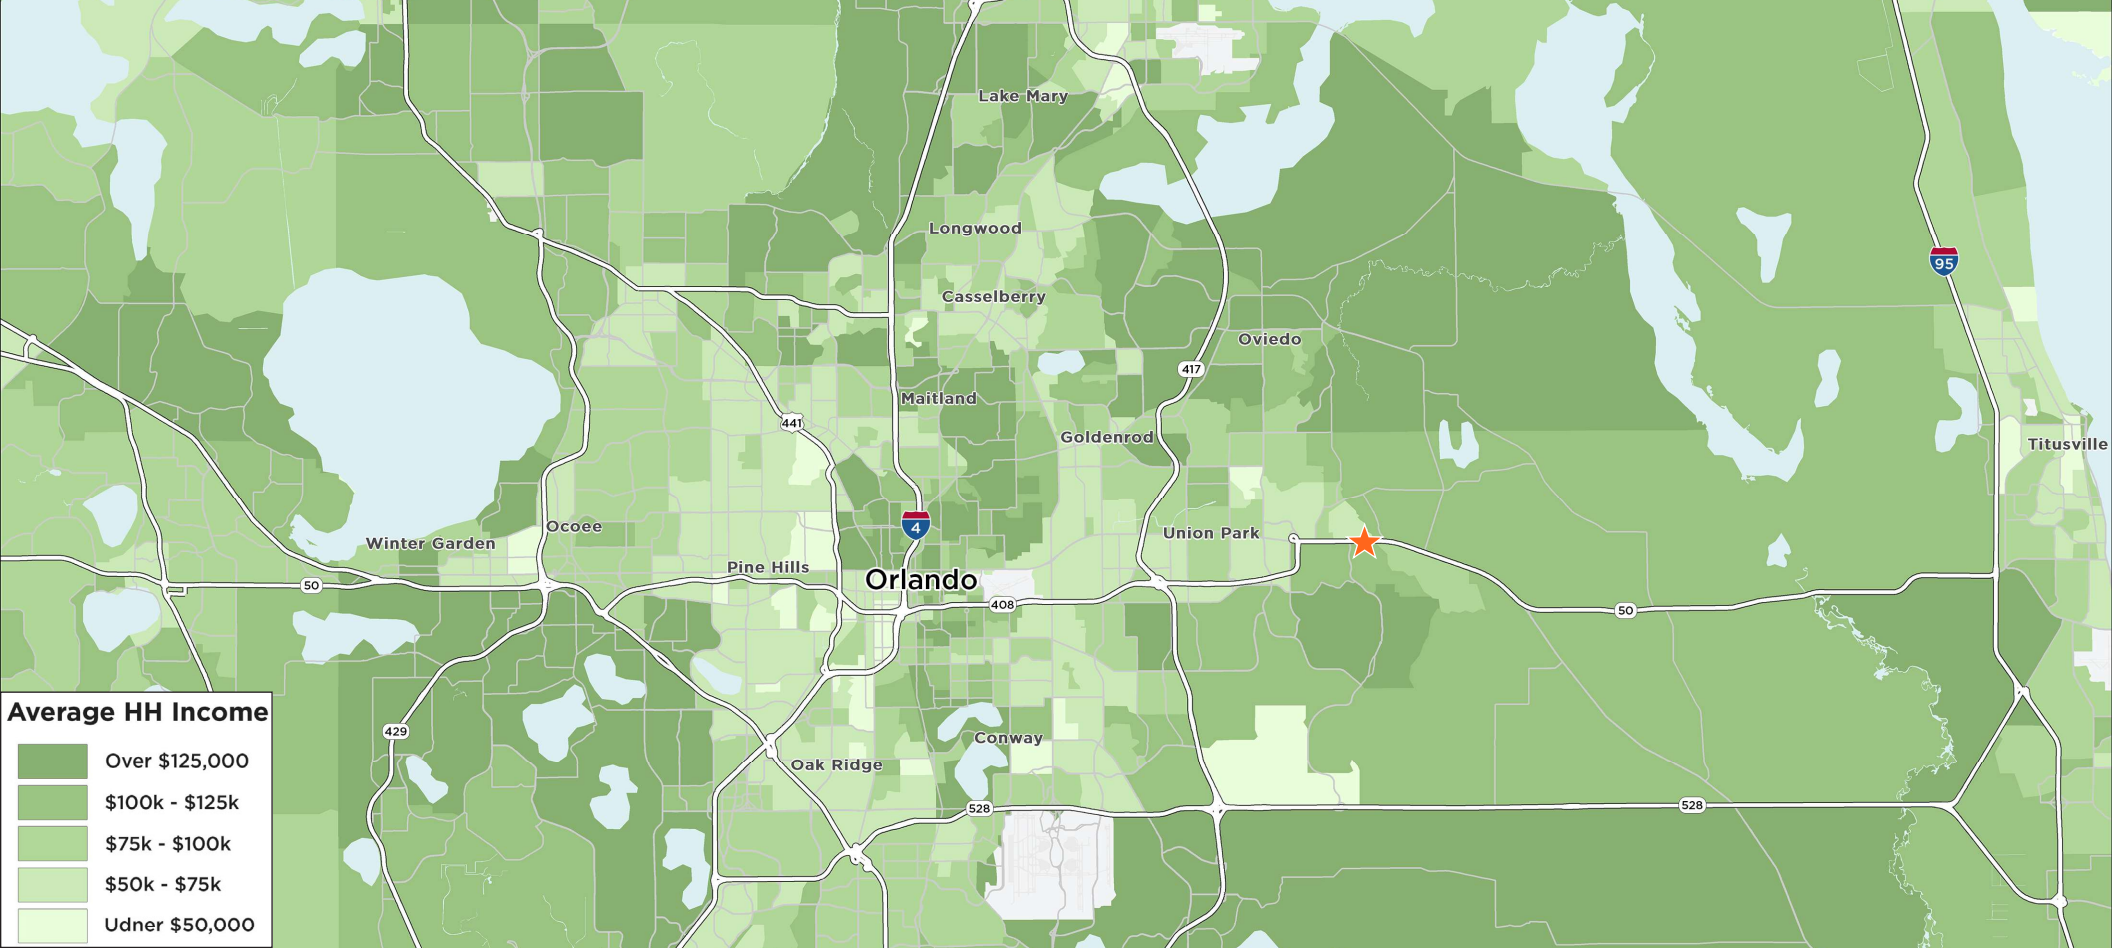 Lake Mary
Longwood
95
Casselberry
Oviedo
417
Maitland
441
Goldenrod
Titusville
4
Ocoee
Union Park
Winter Garden
Pine Hills
Orlando
50
408
50
429
Conway
Oak Ridge
528
528
Average HH Income
Over $125,000
$100k - $125k
$75k - $100k
$50k - $75k
Udner $50,000